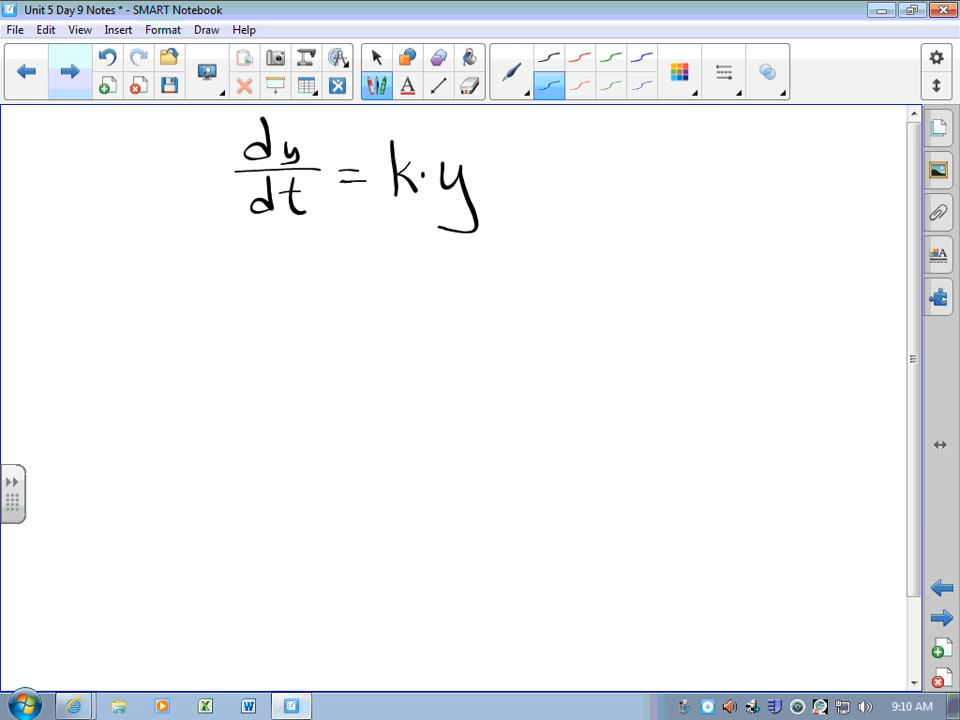 Unit 5 Day 9 Notes * - SMART Notebook
File Edit View Insert Format Draw Help
dy/dt = k · y
9:10 AM